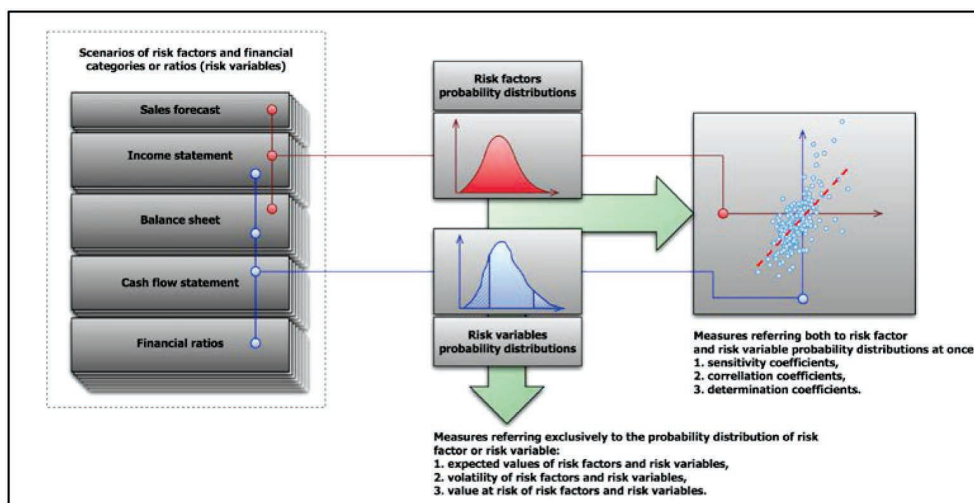 Scenarios of risk factors and financial
categories or ratios (risk variables)
Sales forecast
Income statement
Balance sheet
Cash flow statement
Financial ratios
Risk factors
probability distributions
Risk variables
probability distributions
Measures referring both to risk factor
and risk variable probability distributions at once
1. sensitivity coefficients,
2. correllation coefficients,
3. determination coefficients.
Measures referring exclusively to the probability distribution of risk
factor or risk variable:
1. expected values of risk factors and risk variables,
2. volatility of risk factors and risk variables,
3. value at risk of risk factors and risk variables.